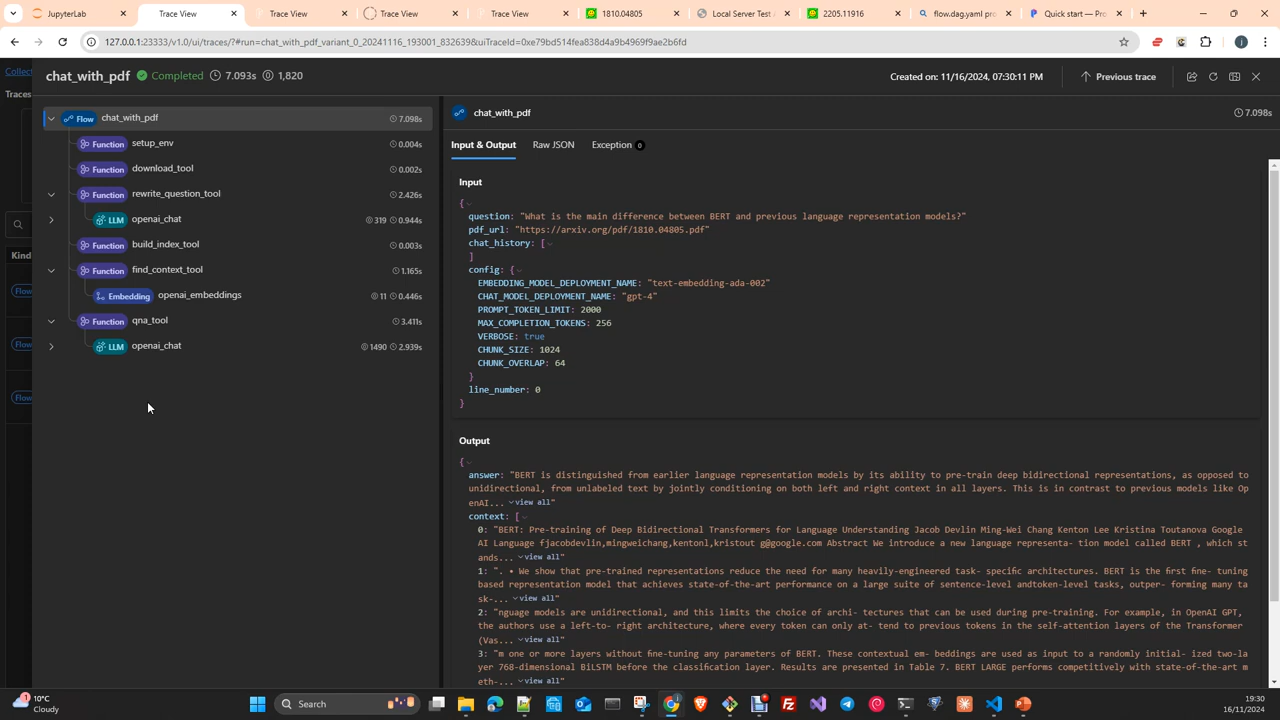 JupyterLab
Trace View
Trace View
Trace View
Trace View
1810.04805
Local Server Test
2205.11916
flow.dag.yaml pro
Quick start — Pro
127.0.0.1:23333/v1.0/ui/traces/?#run=chat_with_pdf_variant_0_20241116_193001_832639&uiTraceId=0xe79bd514fea838d4a9b4969f9ae2b6fd
Collec
Traces
Kind
Flow
Flow
Flow
chat_with_pdf Completed 7.093s 1,820
Created on: 11/16/2024, 07:30:11 PM Previous trace
Flow chat_with_pdf 7.098s
Function setup_env 0.004s
Function download_tool 0.002s
Function rewrite_question_tool 2.426s
LLM openai_chat 319 0.944s
Function build_index_tool 0.003s
Function find_context_tool 1.165s
Embedding openai_embeddings 11 0.446s
Function qna_tool 3.411s
LLM openai_chat 1490 2.939s
chat_with_pdf 7.098s
Input & Output Raw JSON Exception 0
Input
{
question: "What is the main difference between BERT and previous language representation models?"
pdf_url: "https://arxiv.org/pdf/1810.04805.pdf"
chat_history: [
]
config: {
EMBEDDING_MODEL_DEPLOYMENT_NAME: "text-embedding-ada-002"
CHAT_MODEL_DEPLOYMENT_NAME: "gpt-4"
PROMPT_TOKEN_LIMIT: 2000
MAX_COMPLETION_TOKENS: 256
VERBOSE: true
CHUNK_SIZE: 1024
CHUNK_OVERLAP: 64
}
line_number: 0
}
Output
{
answer: "BERT is distinguished from earlier language representation models by its ability to pre-train deep bidirectional representations, as opposed to
unidirectional, from unlabeled text by jointly conditioning on both left and right context in all layers. This is in contrast to previous models like Op
enAI... view all"
context: [
0: "BERT: Pre-training of Deep Bidirectional Transformers for Language Understanding Jacob Devlin Ming-Wei Chang Kenton Lee Kristina Toutanova Google
AI Language fjacobdevlin,mingweichang,kentonl,kristout g@google.com Abstract We introduce a new language representa- tion model called BERT , which st
ands... view all"
1: ". • We show that pre-trained representations reduce the need for many heavily-engineered task- specific architectures. BERT is the first fine- tuning
based representation model that achieves state-of-the-art performance on a large suite of sentence-level andtoken-level tasks, outper- forming many ta
sk-... view all"
2: "nguage models are unidirectional, and this limits the choice of archi- tectures that can be used during pre-training. For example, in OpenAI GPT,
the authors use a left-to- right architecture, where every token can only at- tend to previous tokens in the self-attention layers of the Transformer
(Vas... view all"
3: "m one or more layers without fine-tuning any parameters of BERT. These contextual em- beddings are used as input to a randomly initial- ized two-la
yer 768-dimensional BiLSTM before the classification layer. Results are presented in Table 7. BERT LARGE performs competitively with state-of-the-art m
eth-... view all"
10°C
Cloudy
Search
19:30
16/11/2024